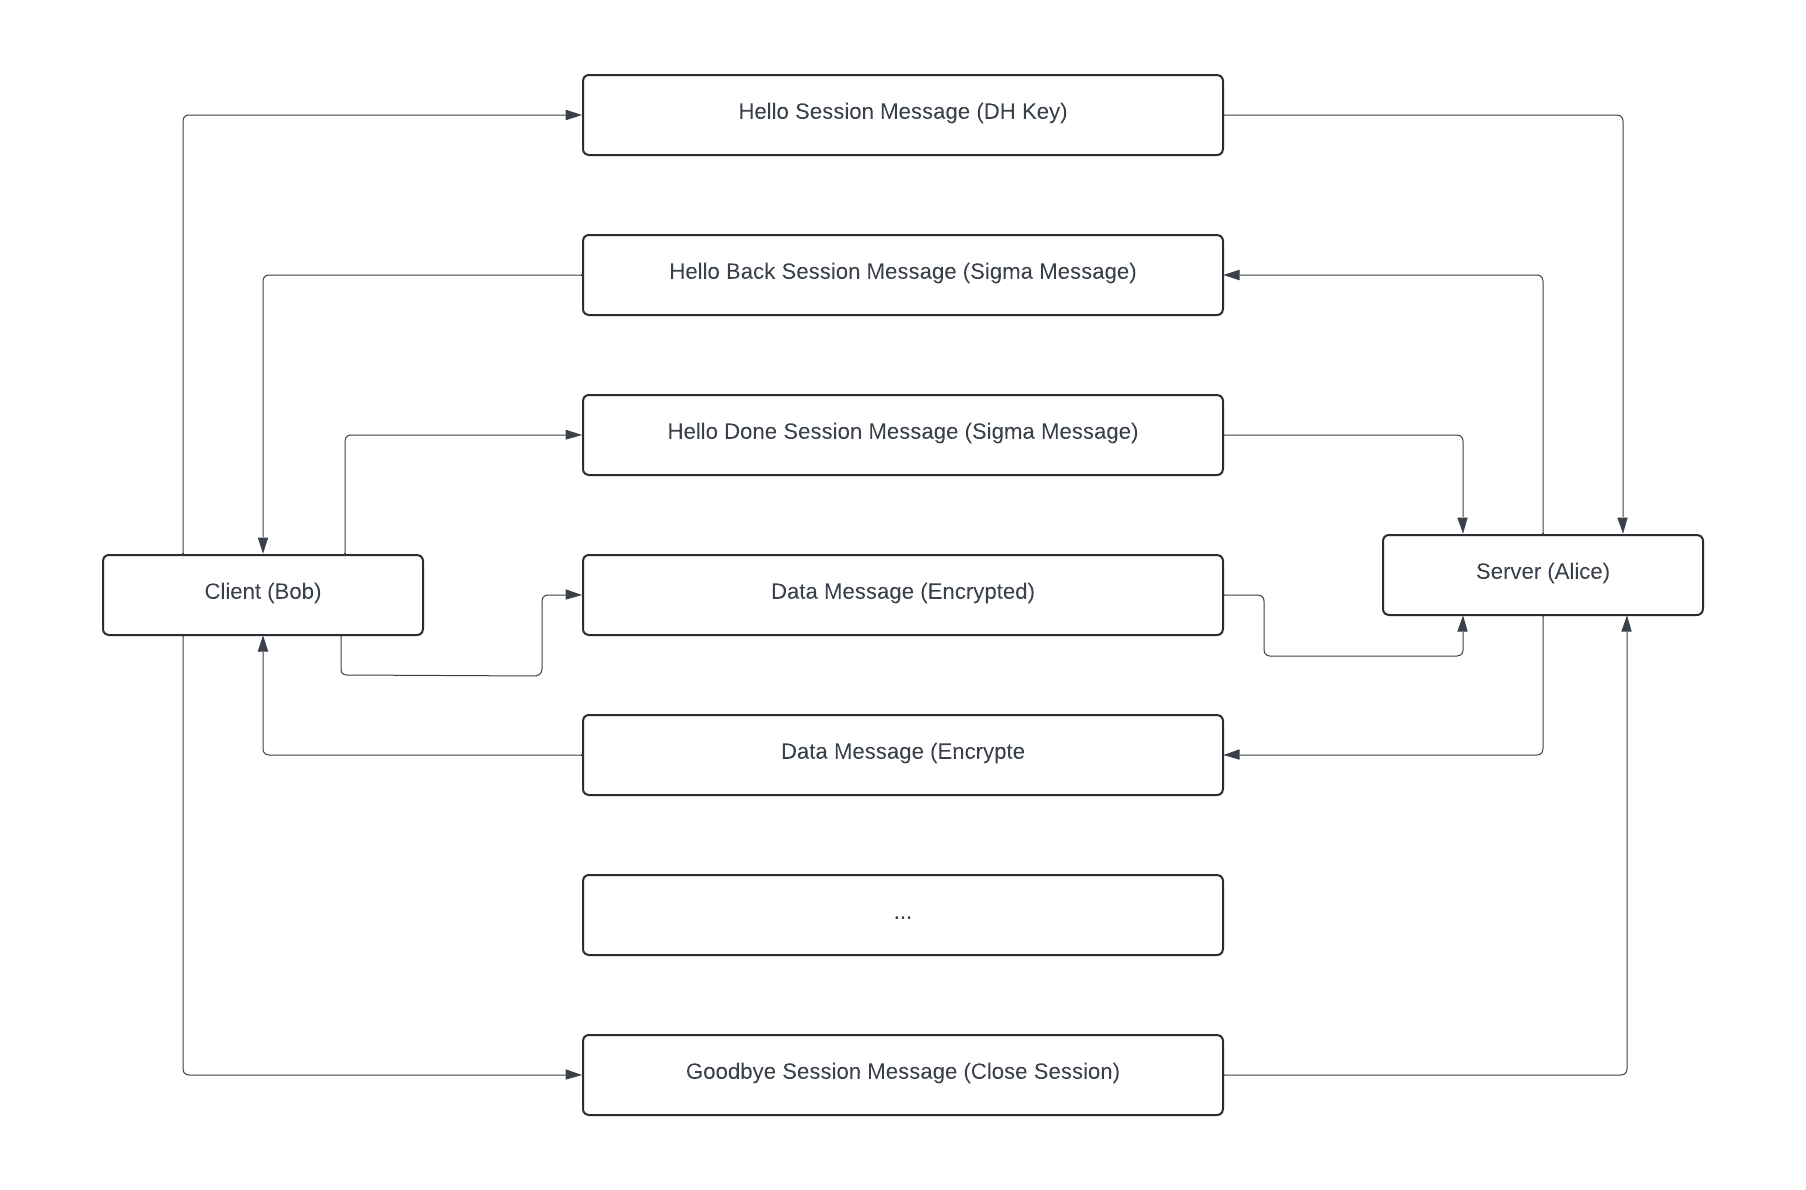 Hello Session Message (DH Key)
Hello Back Session Message (Sigma Message)
Hello Done Session Message (Sigma Message)
Client (Bob)
Data Message (Encrypted)
Server (Alice)
Data Message (Encrypte
...
Goodbye Session Message (Close Session)